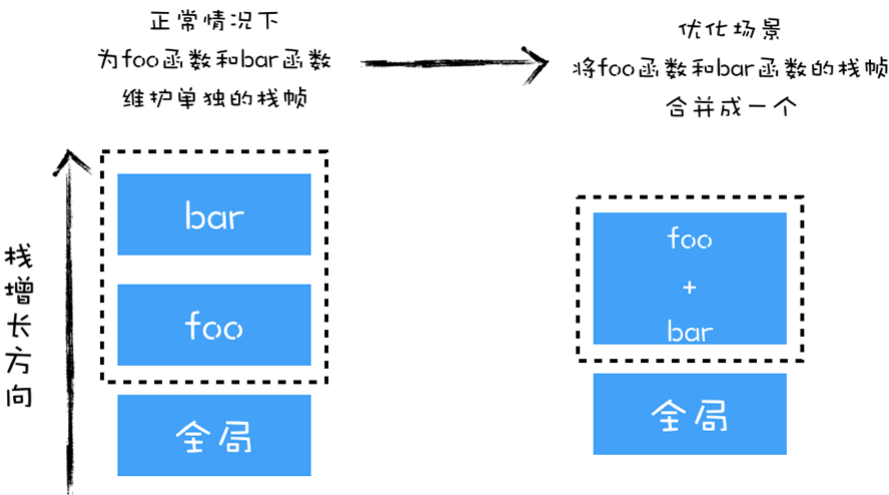 正常情况下
为foo函数和bar函数
维护单独的栈帧
优化场景
将foo函数和bar函数的栈帧
合并成一个
栈增长方向
bar
foo
全局
foo
+
bar
全局